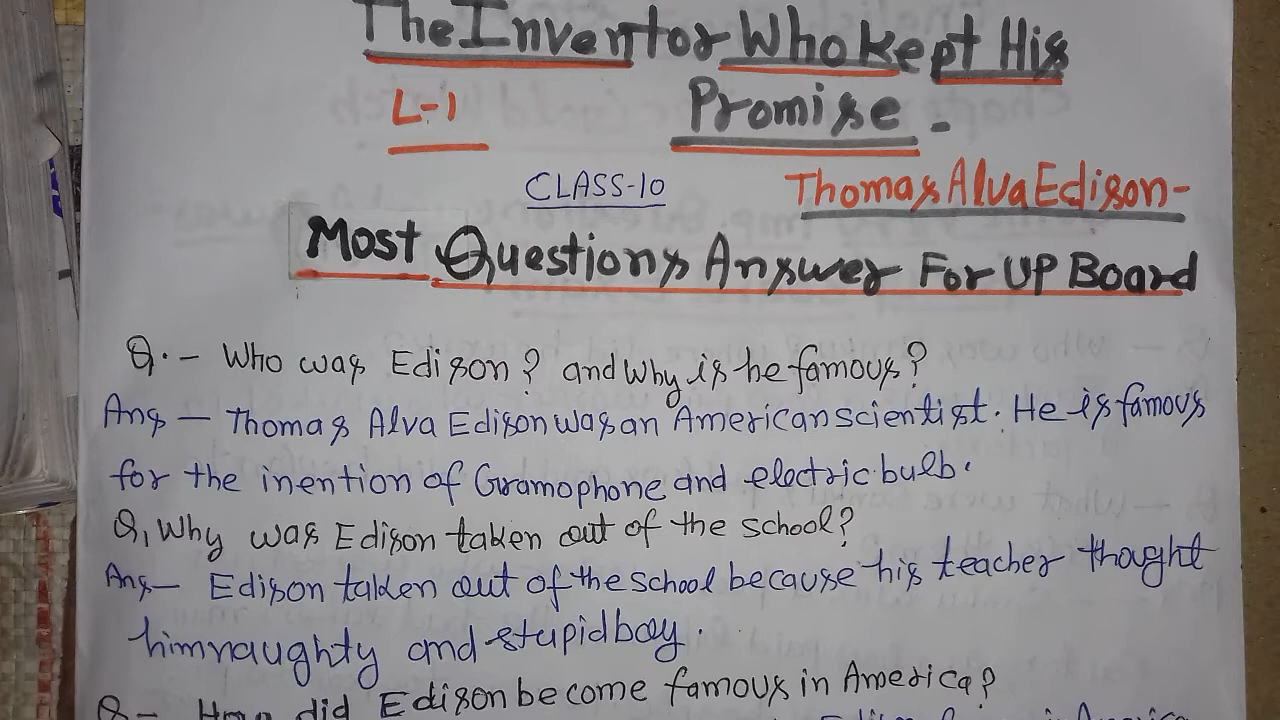 The Inventor Who Kept His
Promise -
L-1
CLASS-10
Thomas Alva Edison-
Most Questions Answer For UP Board
Q. - Who was Edison? and why is he famous?
Ans - Thomas Alva Edison was an American scientist. He is famous
for the inention of Gramophone and electric bulb.
Q, Why was Edison taken out of the school?
Ans - Edison taken out of the school because his teacher thought
him naughty and stupid boy.
Q - How did Edison become famous in America?